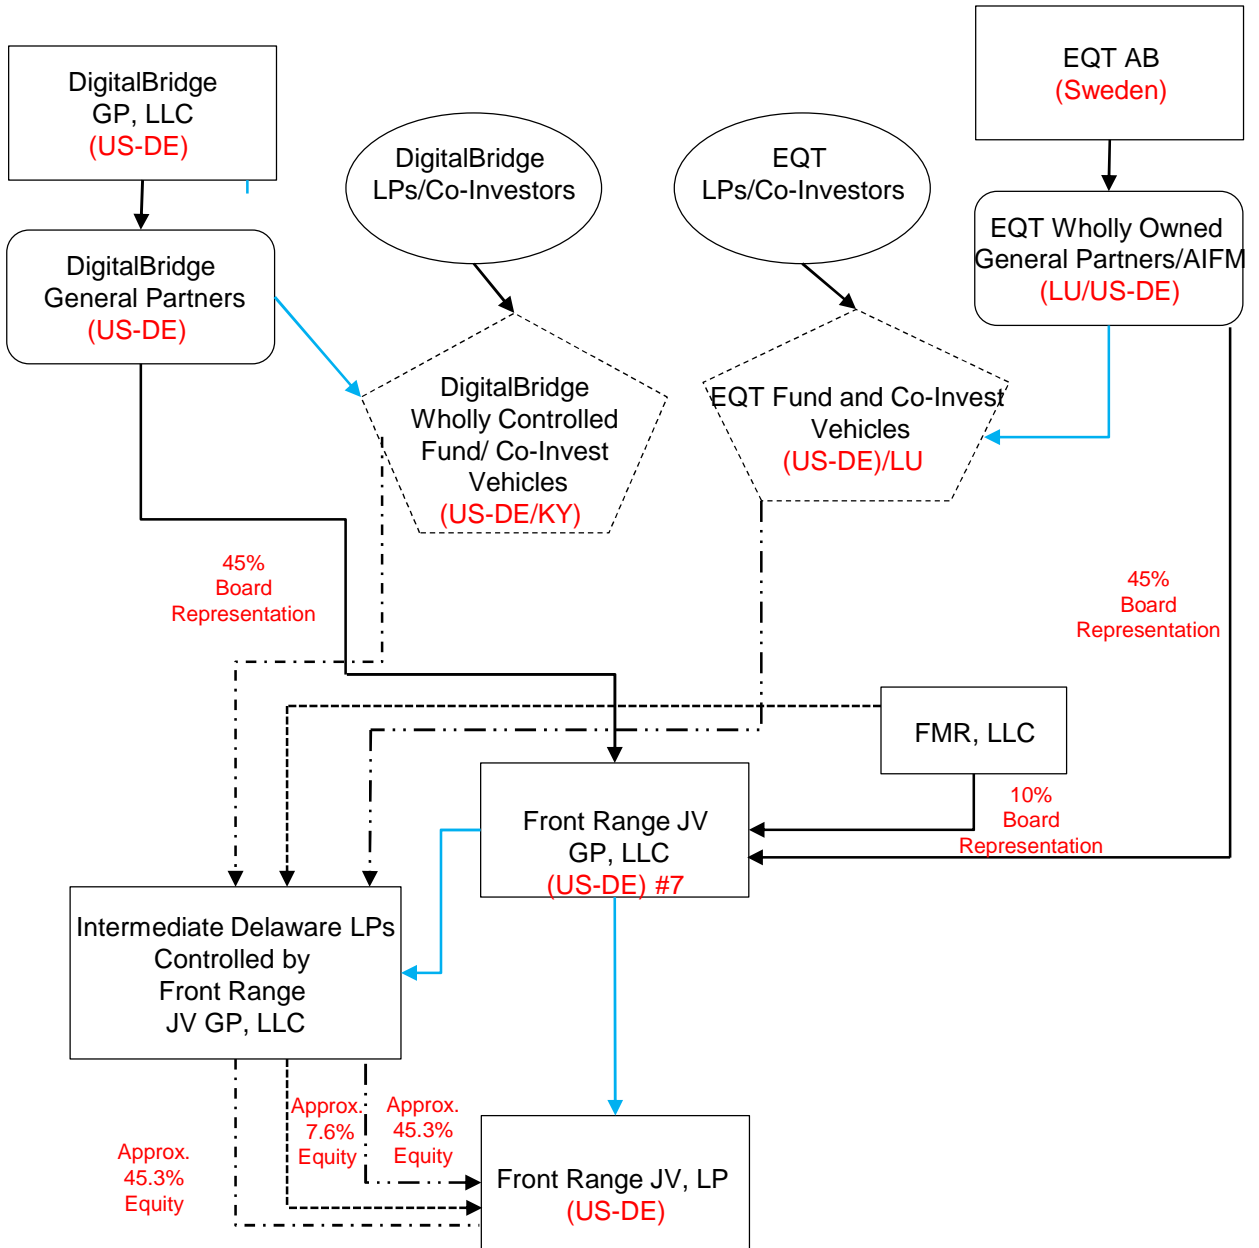 DigitalBridge
GP, LLC
(US-DE)
EQT AB
(Sweden)
DigitalBridge
LPs/Co-Investors
EQT
LPs/Co-Investors
DigitalBridge
General Partners
(US-DE)
EQT Wholly Owned
General Partners/AIFM
(LU/US-DE)
DigitalBridge
Wholly Controlled
Fund/ Co-Invest
Vehicles
(US-DE/KY)
EQT Fund and Co-Invest
Vehicles
(US-DE)/LU
45%
Board
Representation
45%
Board
Representation
FMR, LLC
10%
Board
Representation
Front Range JV
GP, LLC
(US-DE) #7
Intermediate Delaware LPs
Controlled by
Front Range
JV GP, LLC
Approx.
45.3%
Equity
Approx.
7.6%
Equity
Approx.
45.3%
Equity
Front Range JV, LP
(US-DE)